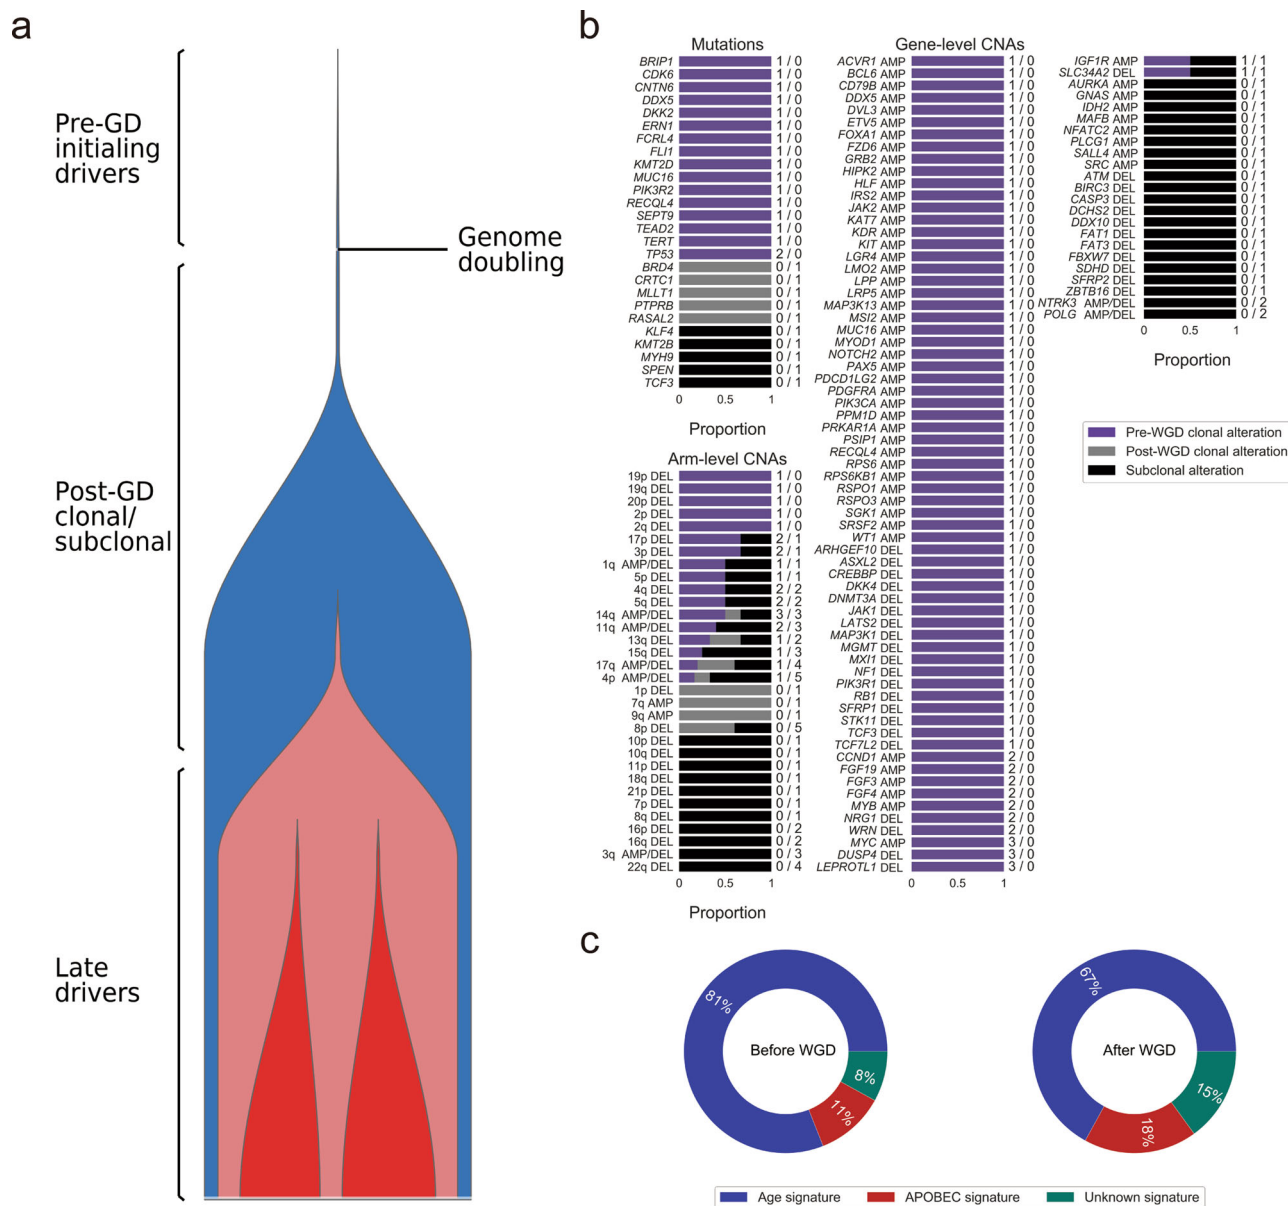 a
Pre-GD
initialing
drivers
Genome
doubling
Post-GD
clonal/
subclonal
Late
drivers
b
Mutations
BRIP1 1 / 0
CDK6 1 / 0
CNTN6 1 / 0
DDX5 1 / 0
DKK2 1 / 0
ERN1 1 / 0
FCRL4 1 / 0
FLI1 1 / 0
KMT2D 1 / 0
MUC16 1 / 0
PIK3R2 1 / 0
RECQL4 1 / 0
SEPT9 1 / 0
TEAD2 1 / 0
TERT 1 / 0
TP53 2 / 0
BRD4 0 / 1
CRTC1 0 / 1
MLLT1 0 / 1
PTPRB 0 / 1
RASAL2 0 / 1
KLF4 0 / 1
KMT2B 0 / 1
MYH9 0 / 1
SPEN 0 / 1
TCF3 0 / 1
0 0.5 1
Proportion
Arm-level CNAs
19p DEL 1 / 0
19q DEL 1 / 0
20p DEL 1 / 0
2p DEL 1 / 0
2q DEL 1 / 0
17p DEL 2 / 1
3p DEL 2 / 1
1q AMP/DEL 1 / 1
5p DEL 1 / 1
4q DEL 2 / 2
5q DEL 2 / 2
14q AMP/DEL 3 / 3
11q AMP/DEL 2 / 3
13q DEL 1 / 2
15q DEL 1 / 3
17q AMP/DEL 1 / 4
4p AMP/DEL 1 / 5
1p DEL 0 / 1
7q AMP 0 / 1
9q AMP 0 / 1
8p DEL 0 / 5
10p DEL 0 / 1
10q DEL 0 / 1
11p DEL 0 / 1
18q DEL 0 / 1
21p DEL 0 / 1
7p DEL 0 / 1
8q DEL 0 / 1
16p DEL 0 / 2
16q DEL 0 / 2
3q AMP/DEL 0 / 3
22q DEL 0 / 4
0 0.5 1
Proportion
Gene-level CNAs
ACVR1 AMP 1 / 0
BCL6 AMP 1 / 0
CD79B AMP 1 / 0
DDX5 AMP 1 / 0
DVL3 AMP 1 / 0
ETV5 AMP 1 / 0
FOXA1 AMP 1 / 0
FZD6 AMP 1 / 0
GRB2 AMP 1 / 0
HIPK2 AMP 1 / 0
HLF AMP 1 / 0
IRS2 AMP 1 / 0
JAK2 AMP 1 / 0
KAT7 AMP 1 / 0
KDR AMP 1 / 0
KIT AMP 1 / 0
LGR4 AMP 1 / 0
LMO2 AMP 1 / 0
LPP AMP 1 / 0
LRP5 AMP 1 / 0
MAP3K13 AMP 1 / 0
MSI2 AMP 1 / 0
MUC16 AMP 1 / 0
MYOD1 AMP 1 / 0
NOTCH2 AMP 1 / 0
PAX5 AMP 1 / 0
PDCD1LG2 AMP 1 / 0
PDGFRA AMP 1 / 0
PIK3CA AMP 1 / 0
PPM1D AMP 1 / 0
PRKAR1A AMP 1 / 0
PSIP1 AMP 1 / 0
RECQL4 AMP 1 / 0
RPS6 AMP 1 / 0
RPS6KB1 AMP 1 / 0
RSPO1 AMP 1 / 0
RSPO3 AMP 1 / 0
SGK1 AMP 1 / 0
SRSF2 AMP 1 / 0
WT1 AMP 1 / 0
ARHGEF10 DEL 1 / 0
ASXL2 DEL 1 / 0
CREBBP DEL 1 / 0
DKK4 DEL 1 / 0
DNMT3A DEL 1 / 0
JAK1 DEL 1 / 0
LATS2 DEL 1 / 0
MAP3K1 DEL 1 / 0
MGMT DEL 1 / 0
MXI1 DEL 1 / 0
NF1 DEL 1 / 0
PIK3R1 DEL 1 / 0
RB1 DEL 1 / 0
SFRP1 DEL 1 / 0
STK11 DEL 1 / 0
TCF3 DEL 1 / 0
TCF7L2 DEL 1 / 0
CCND1 AMP 2 / 0
FGF19 AMP 2 / 0
FGF3 AMP 2 / 0
FGF4 AMP 2 / 0
MYB AMP 2 / 0
NRG1 DEL 2 / 0
WRN DEL 2 / 0
MYC AMP 3 / 0
DUSP4 DEL 3 / 0
LEPROTL1 DEL 3 / 0
0 0.5 1
IGF1R AMP 1 / 1
SLC34A2 DEL 1 / 1
AURKA AMP 0 / 1
GNAS AMP 0 / 1
IDH2 AMP 0 / 1
MAFB AMP 0 / 1
NFATC2 AMP 0 / 1
PLCG1 AMP 0 / 1
SALL4 AMP 0 / 1
SRC AMP 0 / 1
ATM DEL 0 / 1
BIRC3 DEL 0 / 1
CASP3 DEL 0 / 1
DCHS2 DEL 0 / 1
DDX10 DEL 0 / 1
FAT1 DEL 0 / 1
FAT3 DEL 0 / 1
FBXW7 DEL 0 / 1
SDHD DEL 0 / 1
SFRP2 DEL 0 / 1
ZBTB16 DEL 0 / 1
NTRK3 AMP/DEL 0 / 2
POLG AMP/DEL 0 / 2
0 0.5 1
Proportion
Pre-WGD clonal alteration
Post-WGD clonal alteration
Subclonal alteration
c
81%
Before WGD
8%
11%
67%
After WGD
15%
18%
Age signature
APOBEC signature
Unknown signature